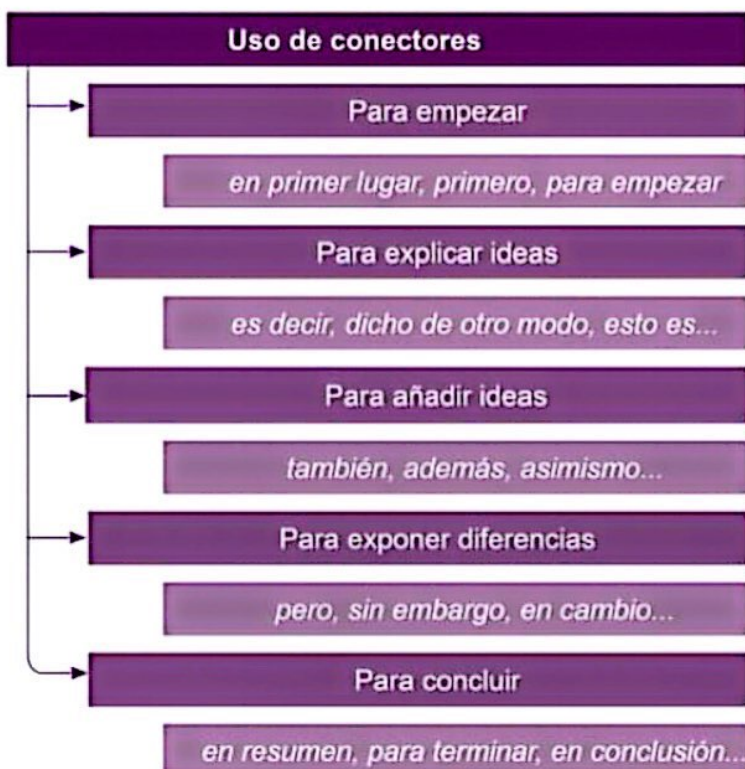 Uso de conectores
Para empezar
en primer lugar, primero, para empezar
Para explicar ideas
es decir, dicho de otro modo, esto es...
Para añadir ideas
también, además, asimismo...
Para exponer diferencias
pero, sin embargo, en cambio...
Para concluir
en resumen, para terminar, en conclusión...